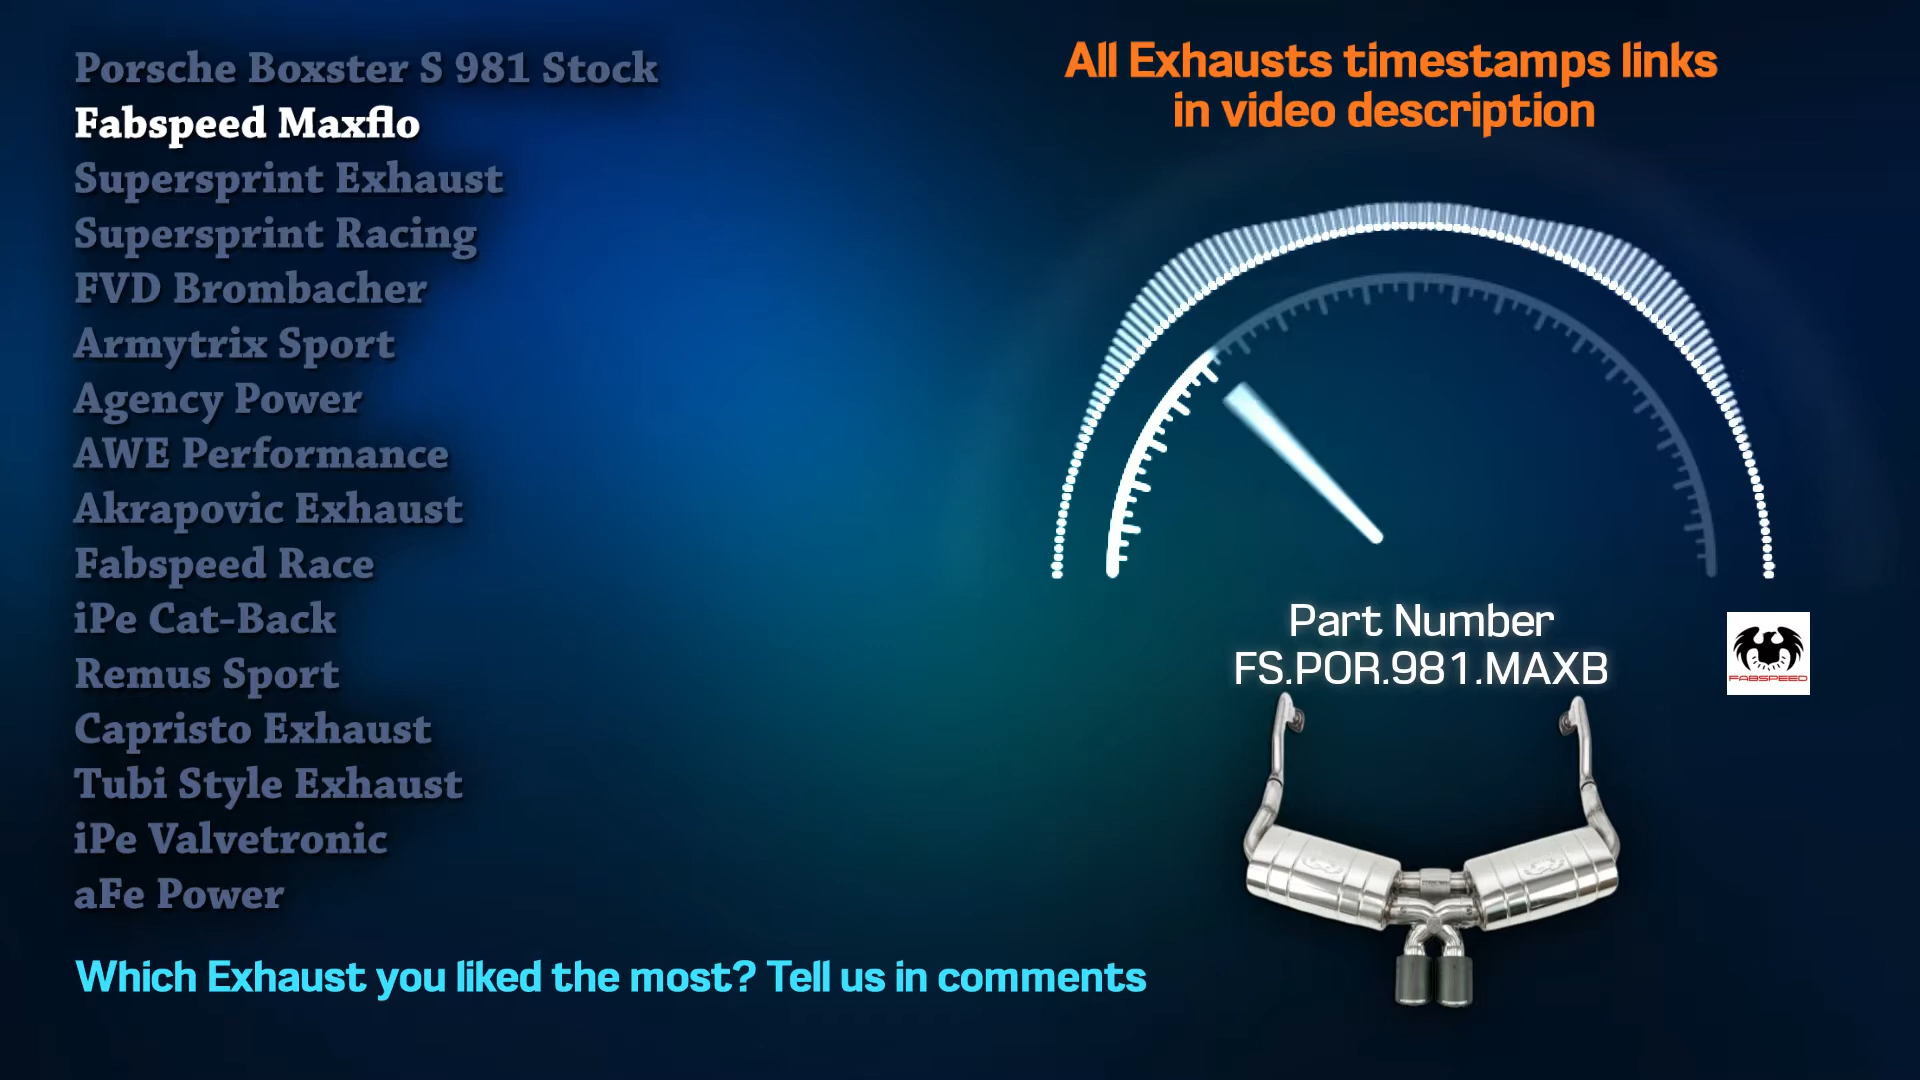 Porsche Boxster S 981 Stock
Fabspeed Maxflo
Supersprint Exhaust
Supersprint Racing
FVD Brombacher
Armytrix Sport
Agency Power
AWE Performance
Akrapovic Exhaust
Fabspeed Race
iPe Cat-Back
Remus Sport
Capristo Exhaust
Tubi Style Exhaust
iPe Valvetronic
aFe Power
Which Exhaust you liked the most? Tell us in comments
All Exhausts timestamps links
in video description
Part Number
FS.POR.981.MAXB
FABSPEED